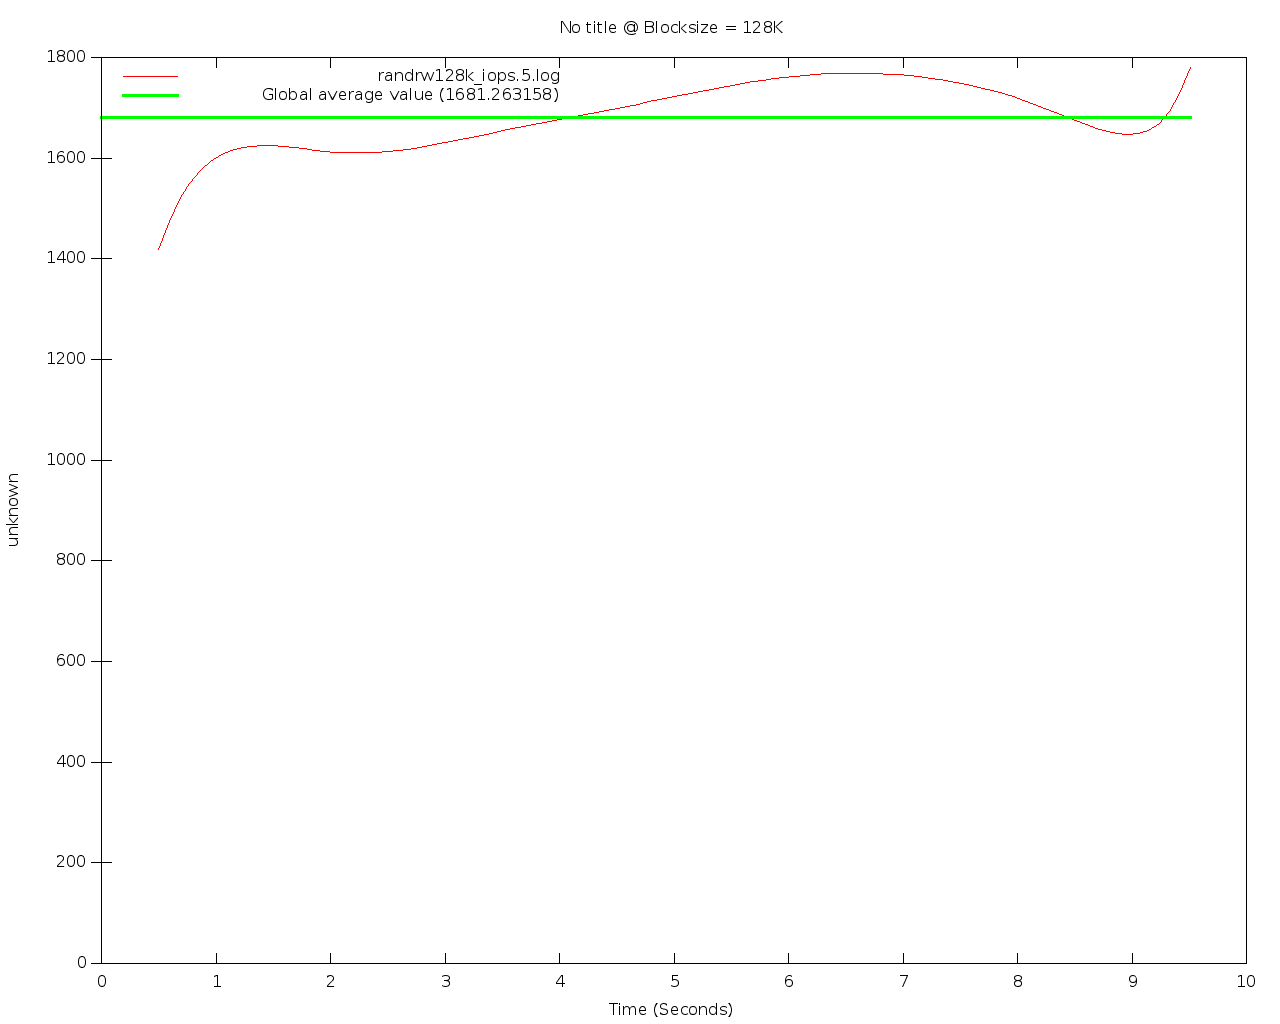 No title @ Blocksize = 128K
1800
1600
1400
1200
1000
800
600
400
200
0
randrw128k_iops.5.log
Global average value (1681.263158)
unknown
0 1 2 3 4 5 6 7 8 9 10
Time (Seconds)